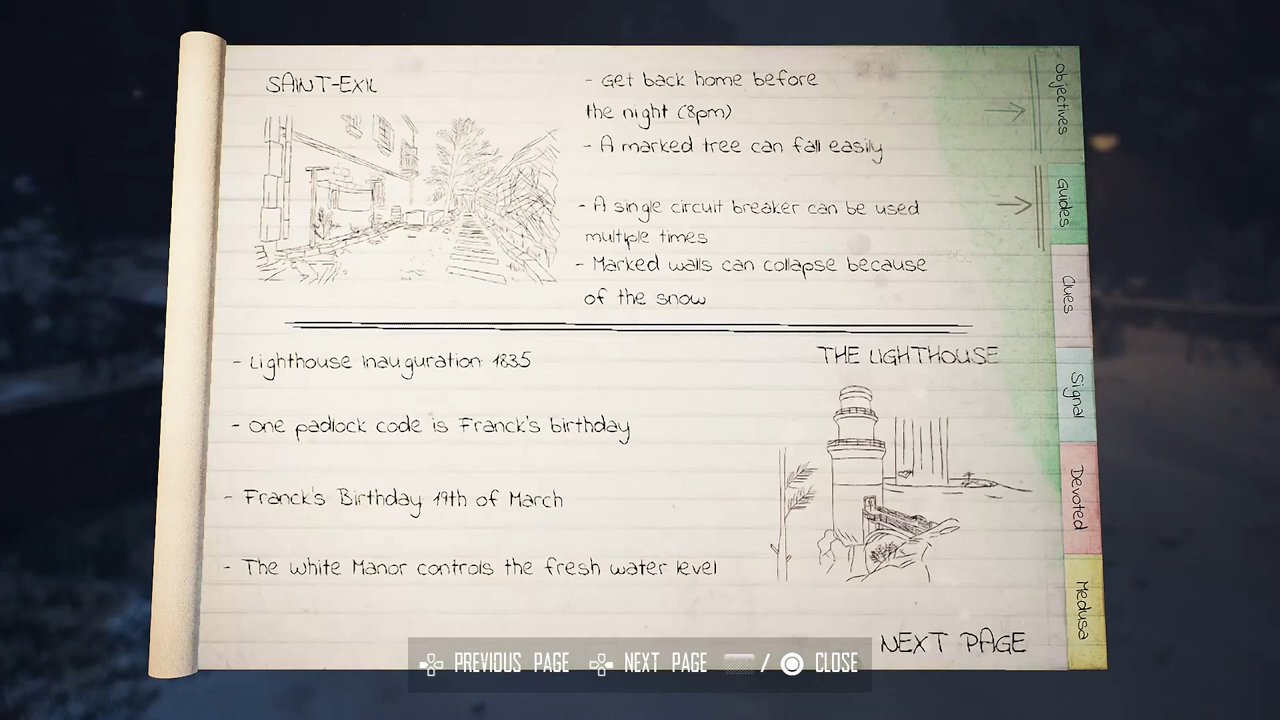 SAINT-EXIL
- Get back home before
the night (8pm)
- A marked tree can fall easily
- A single circuit breaker can be used
multiple times
- Marked walls can collapse because
of the snow
- Lighthouse inauguration 1835
- One padlock code is Franck's birthday
- Franck's Birthday 19th of March
- The white Manor controls the fresh water level
THE LIGHTHOUSE
Objectives
Guides
Clues
Signal
Devoted
Medusa
NEXT PAGE
PREVIOUS PAGE NEXT PAGE / CLOSE